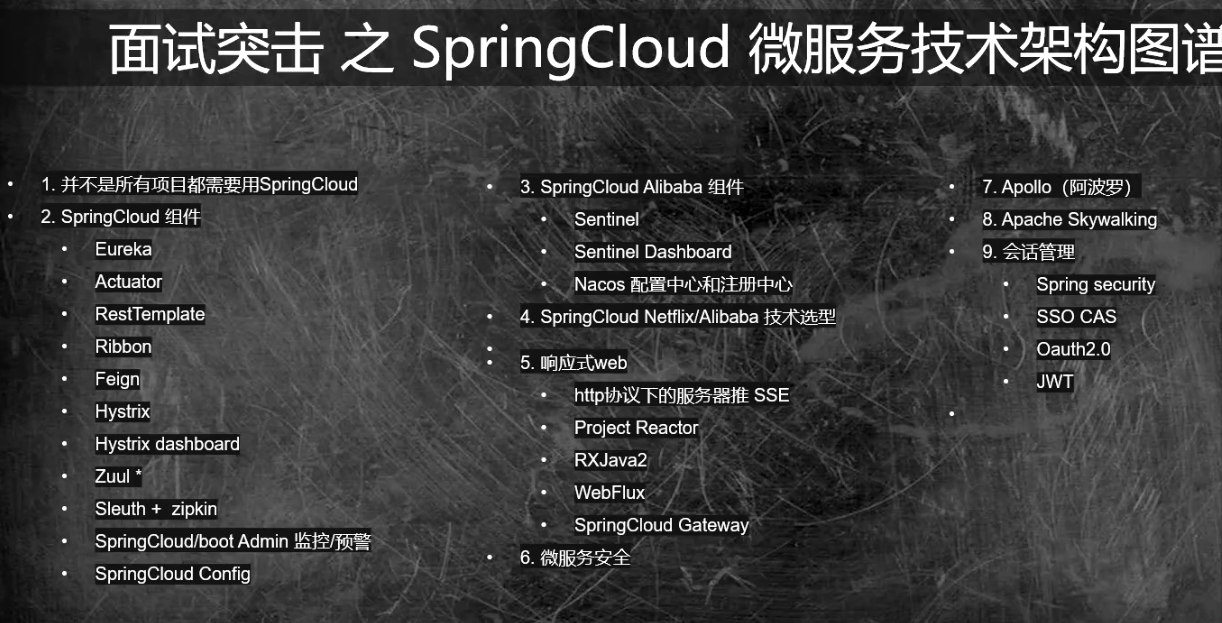 面试突击 之 SpringCloud 微服务技术架构图谱
1. 并不是所有项目都需要用SpringCloud
2. SpringCloud 组件
Eureka
Actuator
RestTemplate
Ribbon
Feign
Hystrix
Hystrix dashboard
Zuul *
Sleuth + zipkin
SpringCloud/boot Admin 监控/预警
SpringCloud Config
3. SpringCloud Alibaba 组件
Sentinel
Sentinel Dashboard
Nacos 配置中心和注册中心
4. SpringCloud Netflix/Alibaba 技术选型
5. 响应式web
http协议下的服务器推 SSE
Project Reactor
RXJava2
WebFlux
SpringCloud Gateway
6. 微服务安全
7. Apollo（阿波罗）
8. Apache Skywalking
9. 会话管理
Spring security
SSO CAS
Oauth2.0
JWT